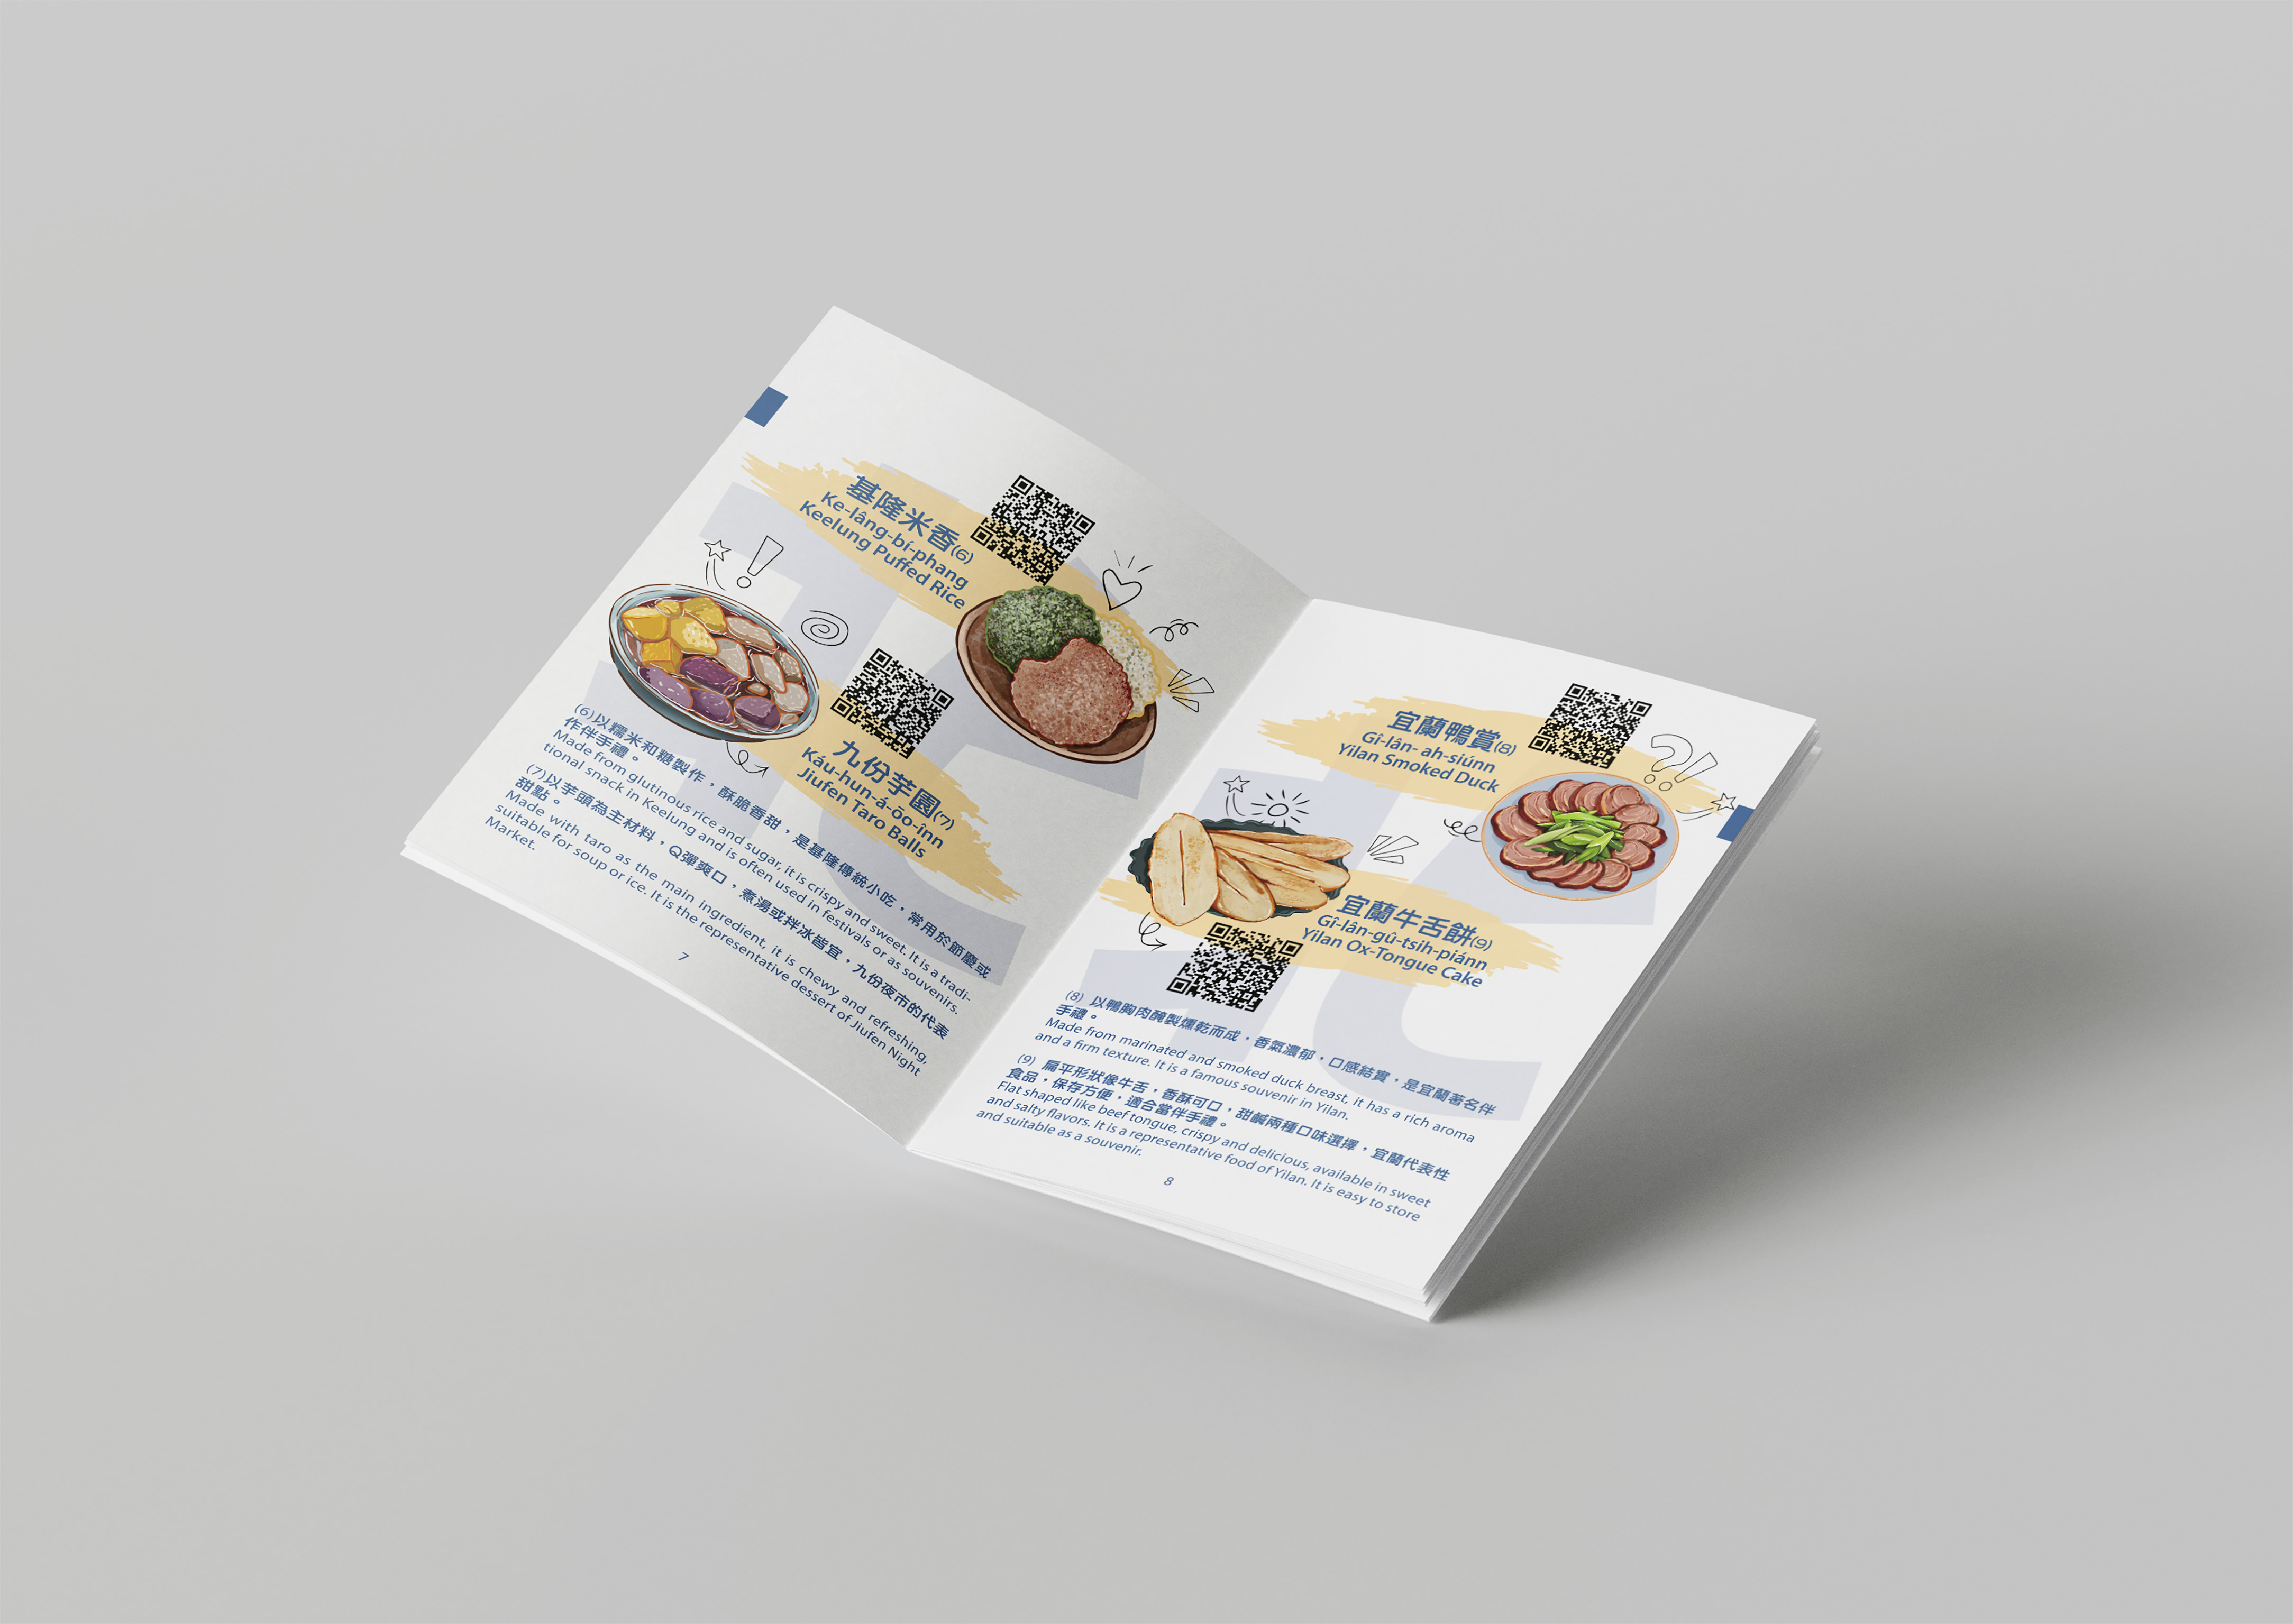 基隆米香(6)
Ke-lâng-bí-phang
Keelung Puffed Rice
九份芋園(7)
Káu-hun-á-ōo-înn
Jiufen Taro Balls
(6)以糯米和糖製作，酥脆香甜，是基隆傳統小吃，常用於節慶或
作伴手禮。
Made from glutinous rice and sugar, it is crispy and sweet. It is a tradi-
tional snack in Keelung and is often used in festivals or as souvenirs.
(7)以芋頭為主材料，Q彈爽口，煮湯或拌冰皆宜，九份夜市的代表
甜點。
Made with taro as the main ingredient, it is chewy and refreshing,
suitable for soup or ice. It is the representative dessert of Jiufen Night
Market.
7
宜蘭鴨賞(8)
Gî-lân- ah-siúnn
Yilan Smoked Duck
宜蘭牛舌餅(9)
Gî-lân-gû-tsih-piánn
Yilan Ox-Tongue Cake
(8) 以鴨胸肉醃製燻乾而成，香氣濃郁，口感結實，是宜蘭著名伴
手禮。
Made from marinated and smoked duck breast, it has a rich aroma
and a firm texture. It is a famous souvenir in Yilan.
(9) 扁平形狀像牛舌，香酥可口，甜鹹兩種口味選擇，宜蘭代表性
食品，保存方便，適合當伴手禮。
Flat shaped like beef tongue, crispy and delicious, available in sweet
and salty flavors. It is a representative food of Yilan. It is easy to store
and suitable as a souvenir.
8